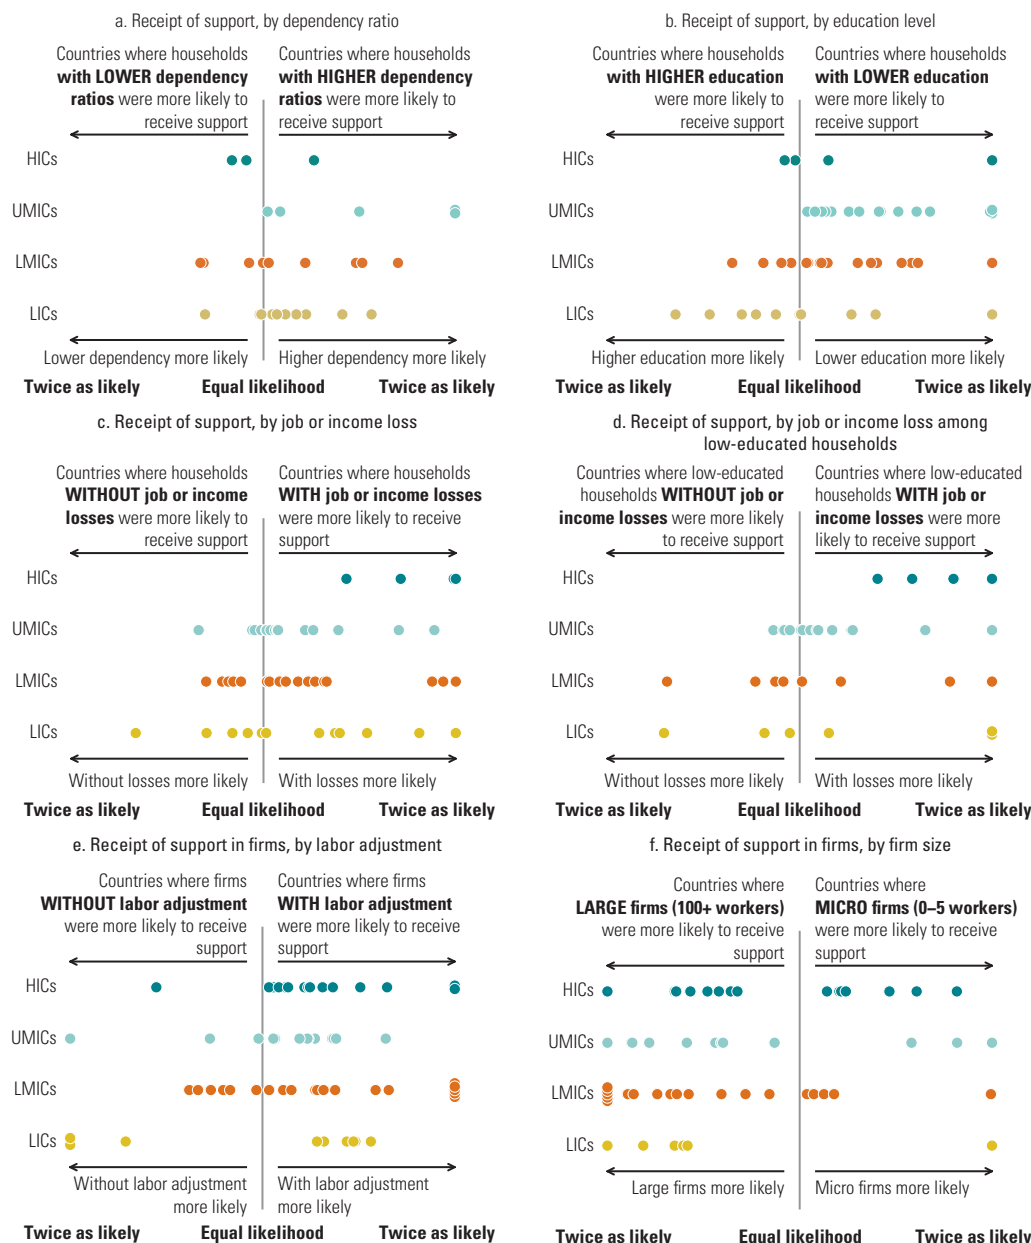 a. Receipt of support, by dependency ratio
Countries where households
with LOWER dependency
ratios were more likely to
receive support
Countries where households
with HIGHER dependency
ratios were more likely to
receive support
HICs
UMICs
LMICs
LICs
Lower dependency more likely
Higher dependency more likely
Twice as likely
Equal likelihood
Twice as likely
b. Receipt of support, by education level
Countries where households
with HIGHER education
were more likely to
receive support
Countries where households
with LOWER education
were more likely to
receive support
HICs
UMICs
LMICs
LICs
Higher education more likely
Lower education more likely
Twice as likely
Equal likelihood
Twice as likely
c. Receipt of support, by job or income loss
Countries where households
WITHOUT job or income
losses were more likely to
receive support
Countries where households
WITH job or income losses
were more likely to receive
support
HICs
UMICs
LMICs
LICs
Without losses more likely
With losses more likely
Twice as likely
Equal likelihood
Twice as likely
d. Receipt of support, by job or income loss among
low-educated households
Countries where low-educated
households WITHOUT job or
income losses were more likely
to receive support
Countries where low-educated
households WITH job or
income losses were more
likely to receive support
HICs
UMICs
LMICs
LICs
Without losses more likely
With losses more likely
Twice as likely
Equal likelihood
Twice as likely
e. Receipt of support in firms, by labor adjustment
Countries where firms
WITHOUT labor adjustment
were more likely to receive
support
Countries where firms
WITH labor adjustment
were more likely to receive
support
HICs
UMICs
LMICs
LICs
Without labor adjustment
more likely
With labor adjustment
more likely
Twice as likely
Equal likelihood
Twice as likely
f. Receipt of support in firms, by firm size
Countries where
LARGE firms (100+ workers)
were more likely to receive
support
Countries where
MICRO firms (0–5 workers)
were more likely to receive
support
HICs
UMICs
LMICs
LICs
Large firms more likely
Micro firms more likely
Twice as likely
Equal likelihood
Twice as likely